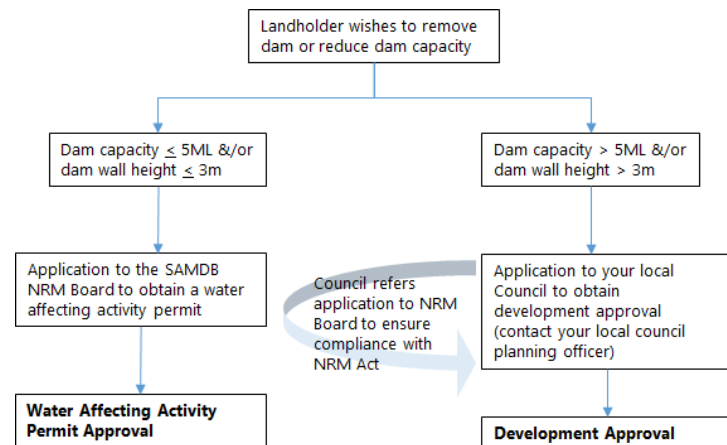 Landholder wishes to remove
dam or reduce dam capacity
Dam capacity ≤ 5ML &/or
dam wall height ≤ 3m
Dam capacity > 5ML &/or
dam wall height > 3m
Application to the SAMDB
NRM Board to obtain a water
affecting activity permit
Council refers
application to NRM
Board to ensure
compliance with
NRM Act
Application to your local
Council to obtain
development approval
(contact your local council
planning officer)
Water Affecting Activity
Permit Approval
Development Approval